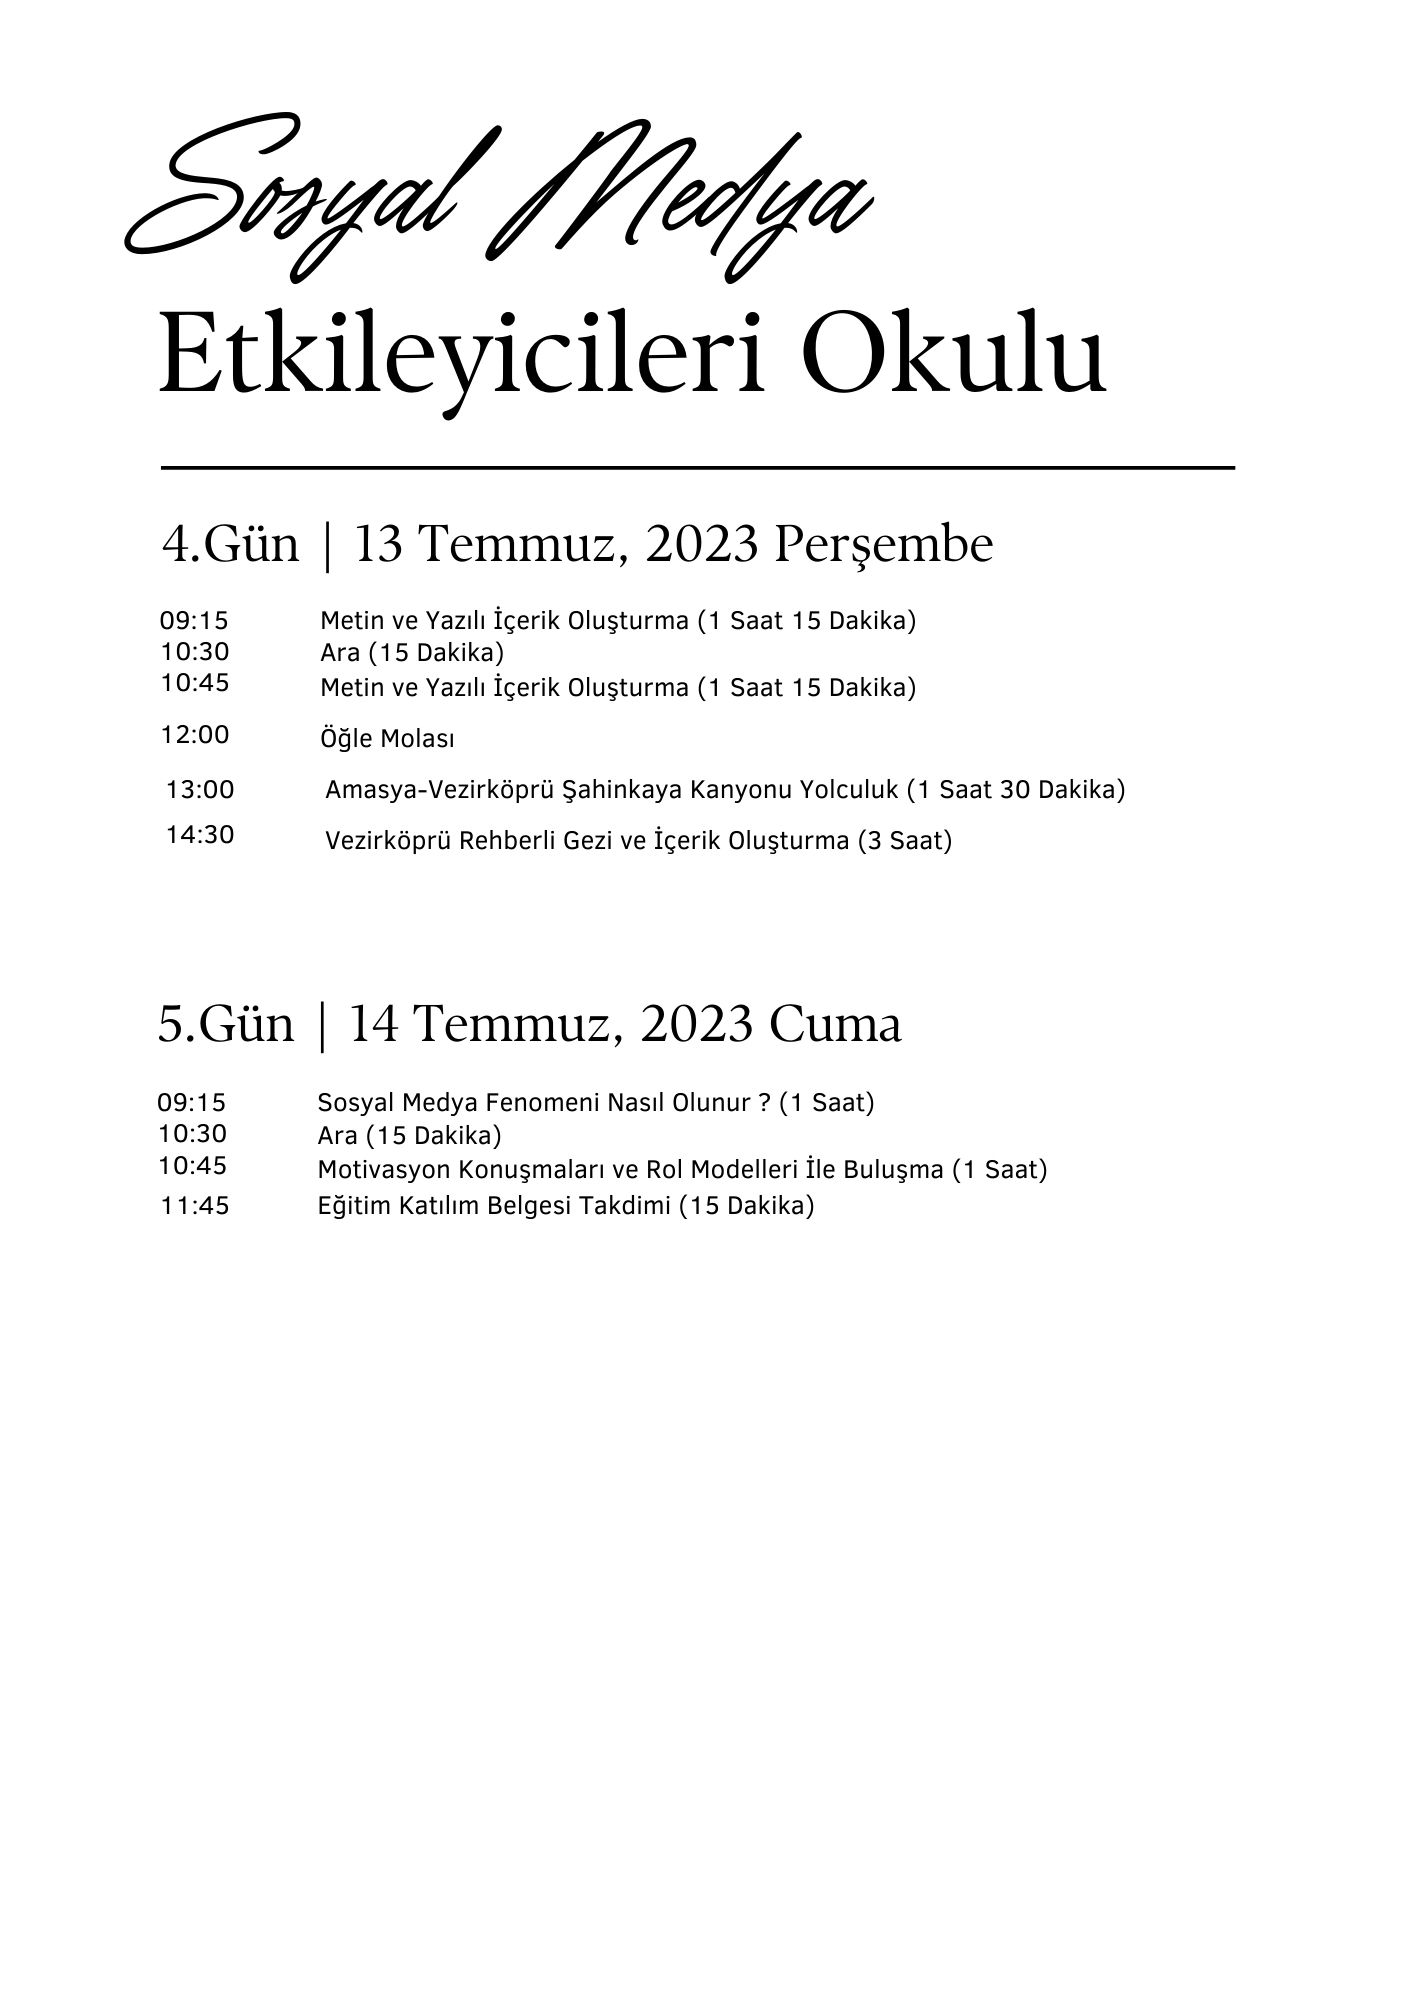 Sosyal Medya
Etkileyicileri Okulu
4.Gün | 13 Temmuz, 2023 Perşembe
09:15 Metin ve Yazılı İçerik Oluşturma (1 Saat 15 Dakika)
10:30 Ara (15 Dakika)
10:45 Metin ve Yazılı İçerik Oluşturma (1 Saat 15 Dakika)
12:00 Öğle Molası
13:00 Amasya-Vezirköprü Şahinkaya Kanyonu Yolculuk (1 Saat 30 Dakika)
14:30 Vezirköprü Rehberli Gezi ve İçerik Oluşturma (3 Saat)
5.Gün | 14 Temmuz, 2023 Cuma
09:15 Sosyal Medya Fenomeni Nasıl Olunur ? (1 Saat)
10:30 Ara (15 Dakika)
10:45 Motivasyon Konuşmaları ve Rol Modelleri İle Buluşma (1 Saat)
11:45 Eğitim Katılım Belgesi Takdimi (15 Dakika)